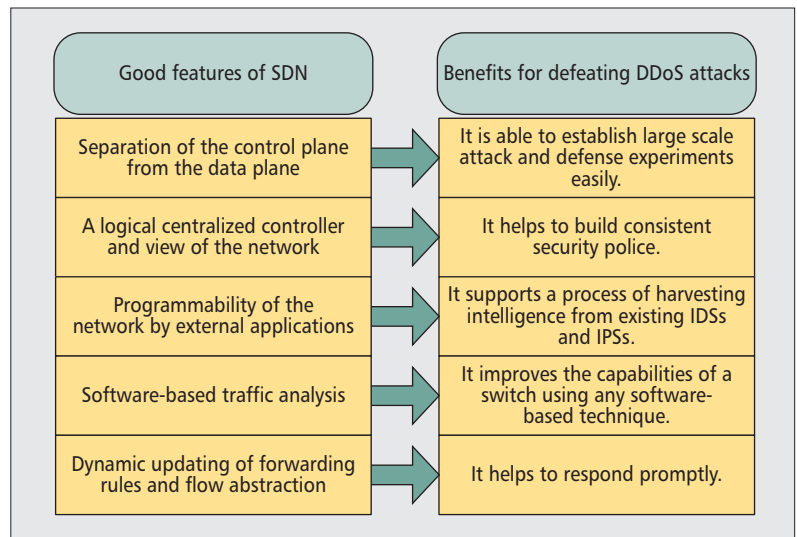 Good features of SDN
Benefits for defeating DDoS attacks
Separation of the control plane
from the data plane
It is able to establish large scale
attack and defense experiments
easily.
A logical centralized controller
and view of the network
It helps to build consistent
security police.
Programmability of the
network by external applications
It supports a process of harvesting
intelligence from existing IDSs
and IPSs.
Software-based traffic analysis
It improves the capabilities of a
switch using any software-
based technique.
Dynamic updating of forwarding
rules and flow abstraction
It helps to respond promptly.